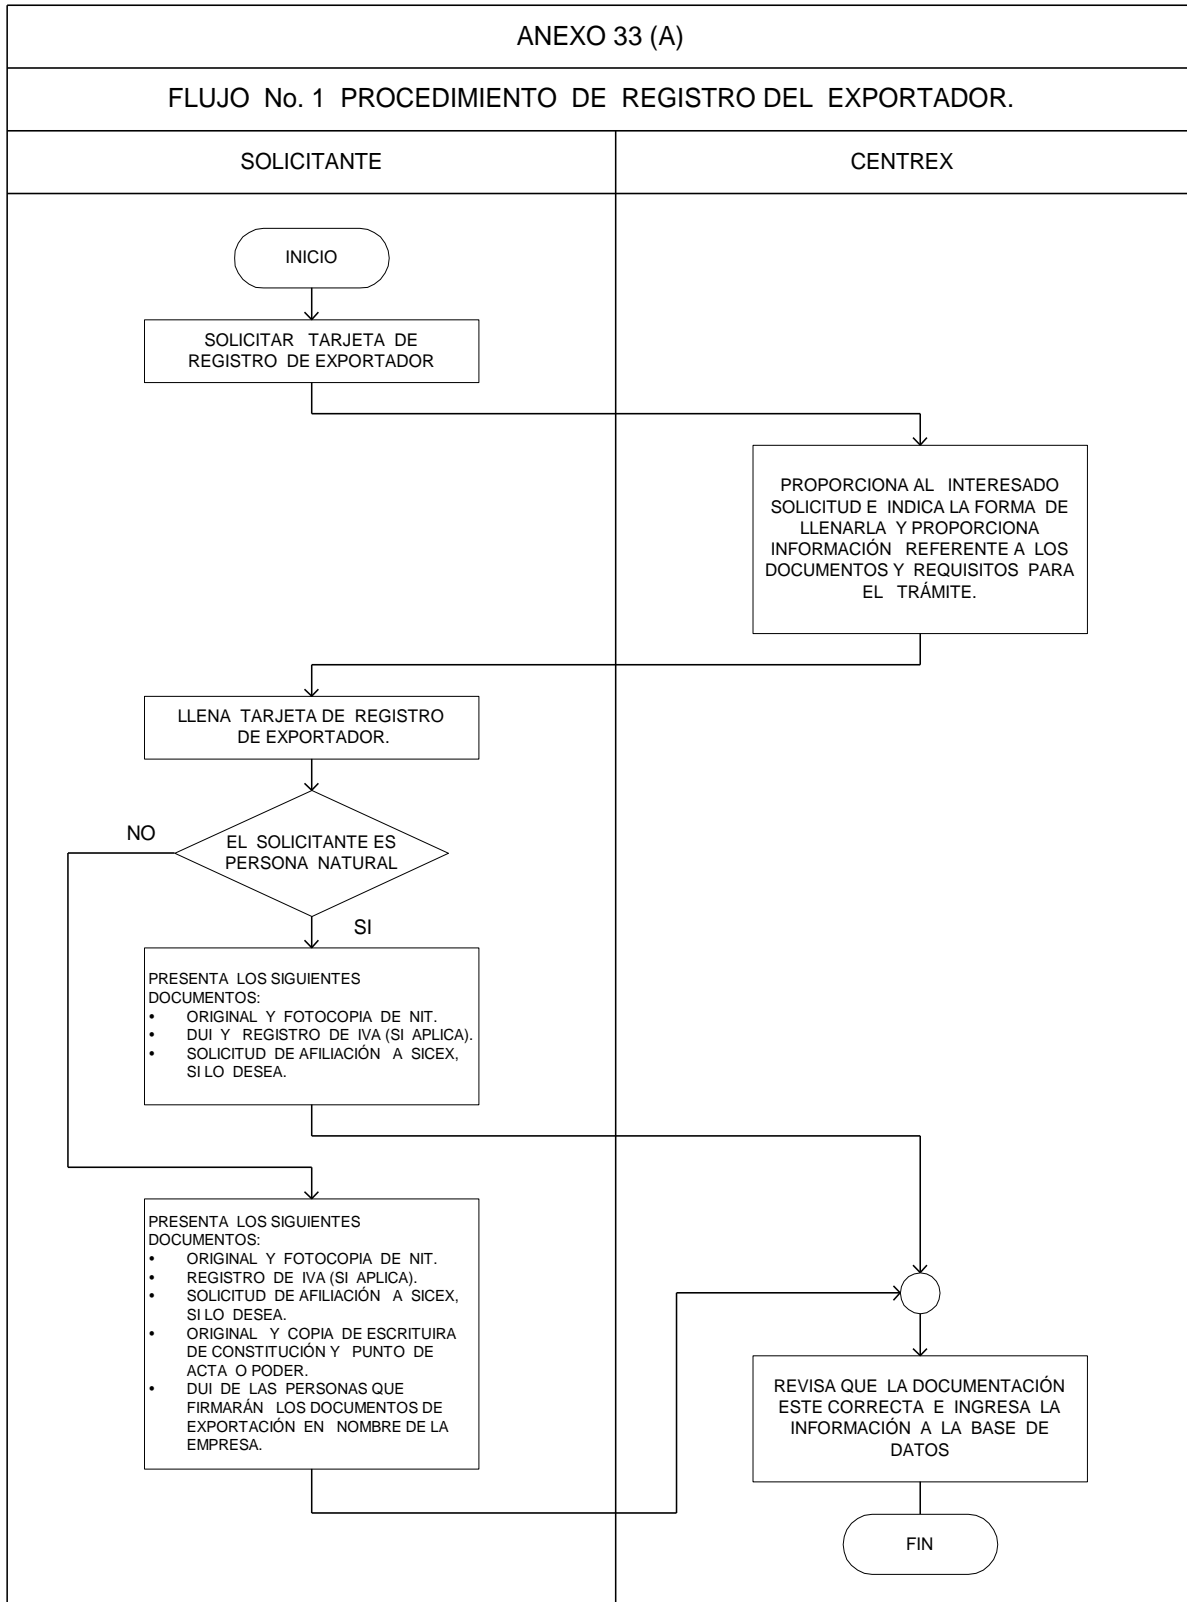 ANEXO 33 (A)
FLUJO No. 1 PROCEDIMIENTO DE REGISTRO DEL EXPORTADOR.
SOLICITANTE
CENTREX
INICIO
SOLICITAR TARJETA DE
REGISTRO DE EXPORTADOR
PROPORCIONA AL INTERESADO
SOLICITUD E INDICA LA FORMA DE
LLENARLA Y PROPORCIONA
INFORMACIÓN REFERENTE A LOS
DOCUMENTOS Y REQUISITOS PARA
EL TRÁMITE.
LLENA TARJETA DE REGISTRO
DE EXPORTADOR.
NO
EL SOLICITANTE ES
PERSONA NATURAL
SI
PRESENTA LOS SIGUIENTES
DOCUMENTOS:
• ORIGINAL Y FOTOCOPIA DE NIT.
• DUI Y REGISTRO DE IVA (SI APLICA).
• SOLICITUD DE AFILIACIÓN A SICEX,
SI LO DESEA.
PRESENTA LOS SIGUIENTES
DOCUMENTOS:
• ORIGINAL Y FOTOCOPIA DE NIT.
• REGISTRO DE IVA (SI APLICA).
• SOLICITUD DE AFILIACIÓN A SICEX,
SI LO DESEA.
• ORIGINAL Y COPIA DE ESCRITUIRA
DE CONSTITUCIÓN Y PUNTO DE
ACTA O PODER.
• DUI DE LAS PERSONAS QUE
FIRMARÁN LOS DOCUMENTOS DE
EXPORTACIÓN EN NOMBRE DE LA
EMPRESA.
REVISA QUE LA DOCUMENTACIÓN
ESTE CORRECTA E INGRESA LA
INFORMACIÓN A LA BASE DE
DATOS
FIN